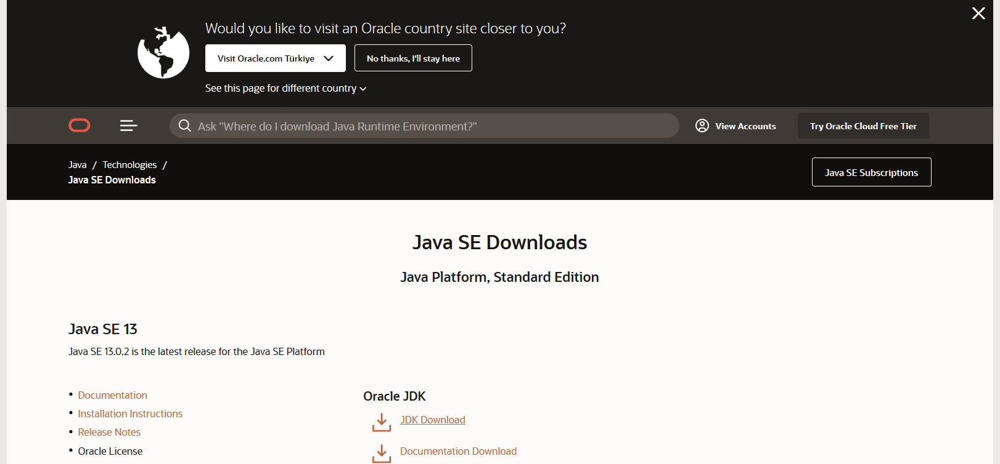 Would you like to visit an Oracle country site closer to you?
Visit Oracle.com Türkiye
No thanks, I'll stay here
See this page for different country
Ask "Where do I download Java Runtime Environment?"
View Accounts
Try Oracle Cloud Free Tier
Java / Technologies /
Java SE Downloads
Java SE Subscriptions
Java SE Downloads
Java Platform, Standard Edition
Java SE 13
Java SE 13.0.2 is the latest release for the Java SE Platform
• Documentation
• Installation Instructions
• Release Notes
• Oracle License
Oracle JDK
JDK Download
Documentation Download